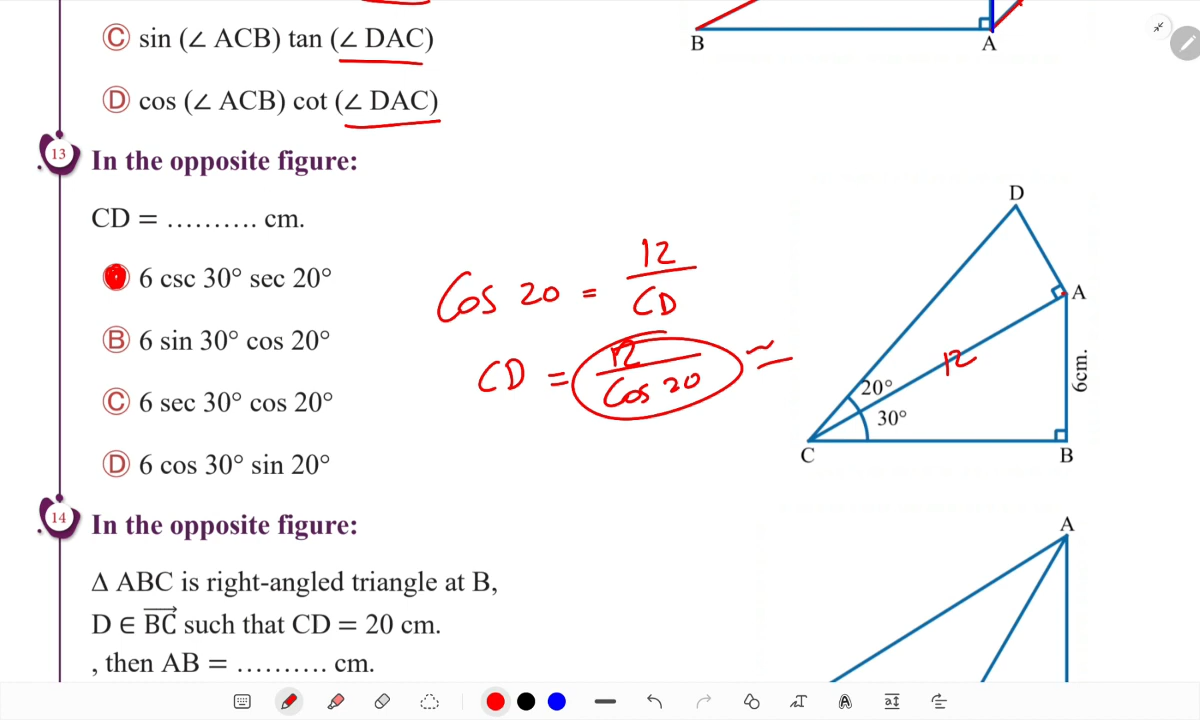 Ⓒ sin (∠ ACB) tan (∠ DAC)
Ⓓ cos (∠ ACB) cot (∠ DAC)
B
A
13 In the opposite figure:
CD = .......... cm.
6 csc 30° sec 20°
Ⓑ 6 sin 30° cos 20°
Ⓒ 6 sec 30° cos 20°
Ⓓ 6 cos 30° sin 20°
Cos 20 = 12 / CD
CD = 12 / Cos 20 ≃
D
A
12
6cm.
20°
30°
C
B
14 In the opposite figure:
Δ ABC is right-angled triangle at B,
D ∈ BC⃗ such that CD = 20 cm.
, then AB = .......... cm.
A